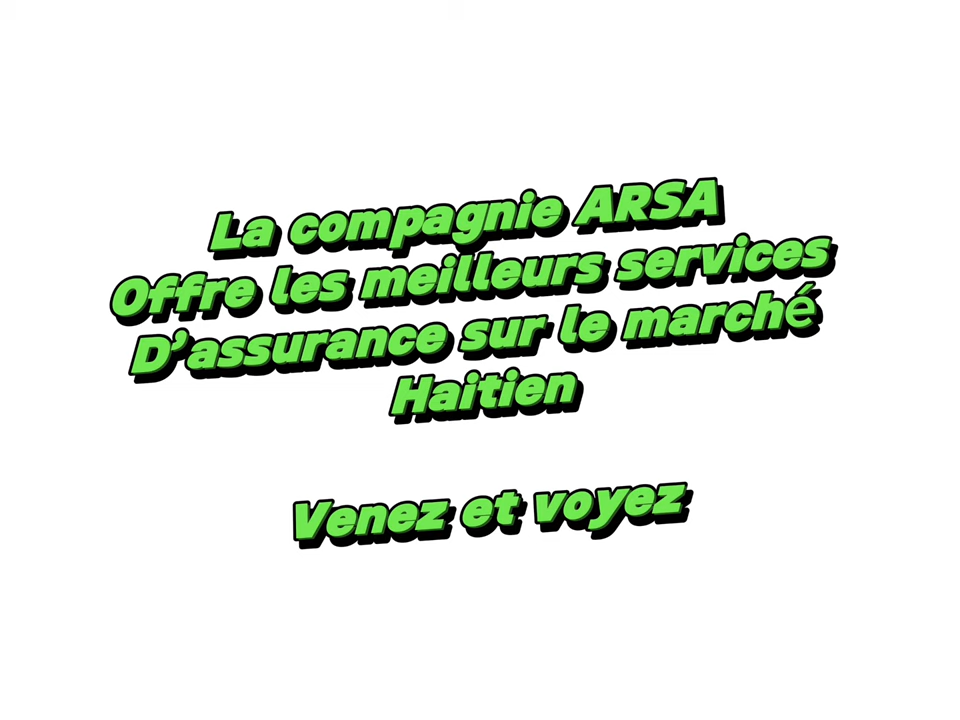 La compagnie ARSA
Offre les meilleurs services
D’assurance sur le marché
Haitien
Venez et voyez